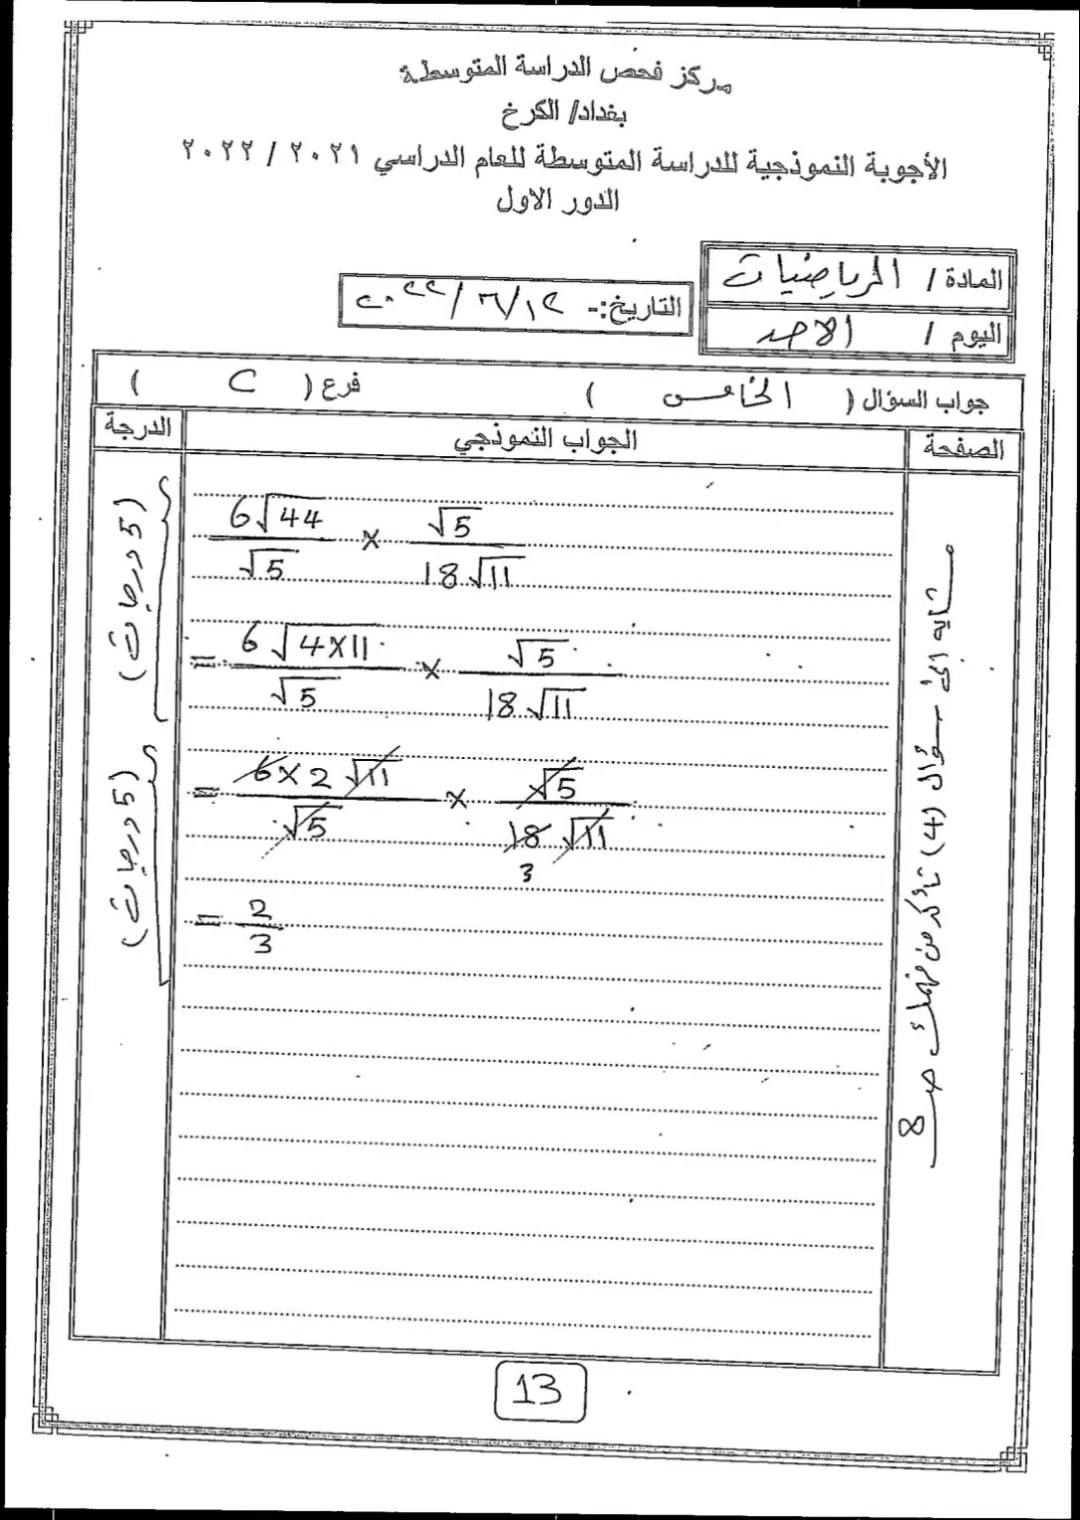 مركز فحص الدراسة المتوسطة
بغداد/ الكرخ
الأجوبة النموذجية للدراسة المتوسطة للعام الدراسي ٢٠٢١ / ٢٠٢٢
الدور الاول
المادة / الرياضيات
اليوم / الاحد
التاريخ:- ١٢/٦/٢٠٢٢
جواب السؤال ( الخامس ) فرع ( C )
الصفحة الجواب النموذجي الدرجة
6√44 / √5 × √5 / 18√11
= 6√4×11 / √5 × √5 / 18√11
= 6×2√11 / √5 × √5 / 18√11
3
= 2/3
(5 درجات)
(5 درجات)
مشابه الى سؤال (4) تأكد من فهمك ص 8
13